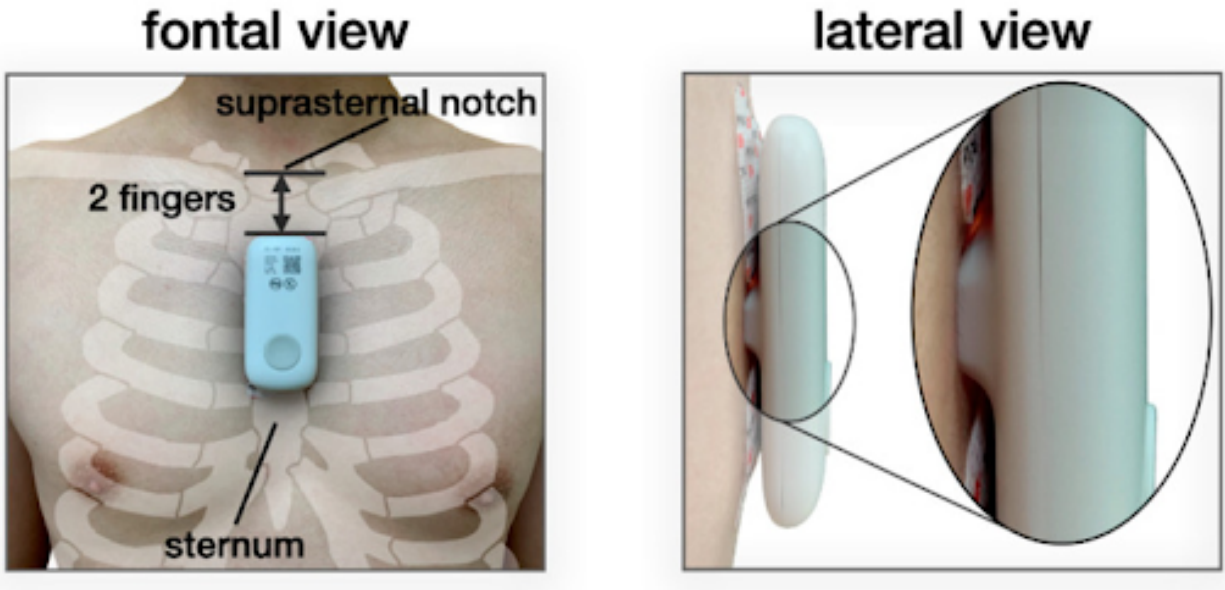 fontal view
lateral view
suprasternal notch
2 fingers
sternum